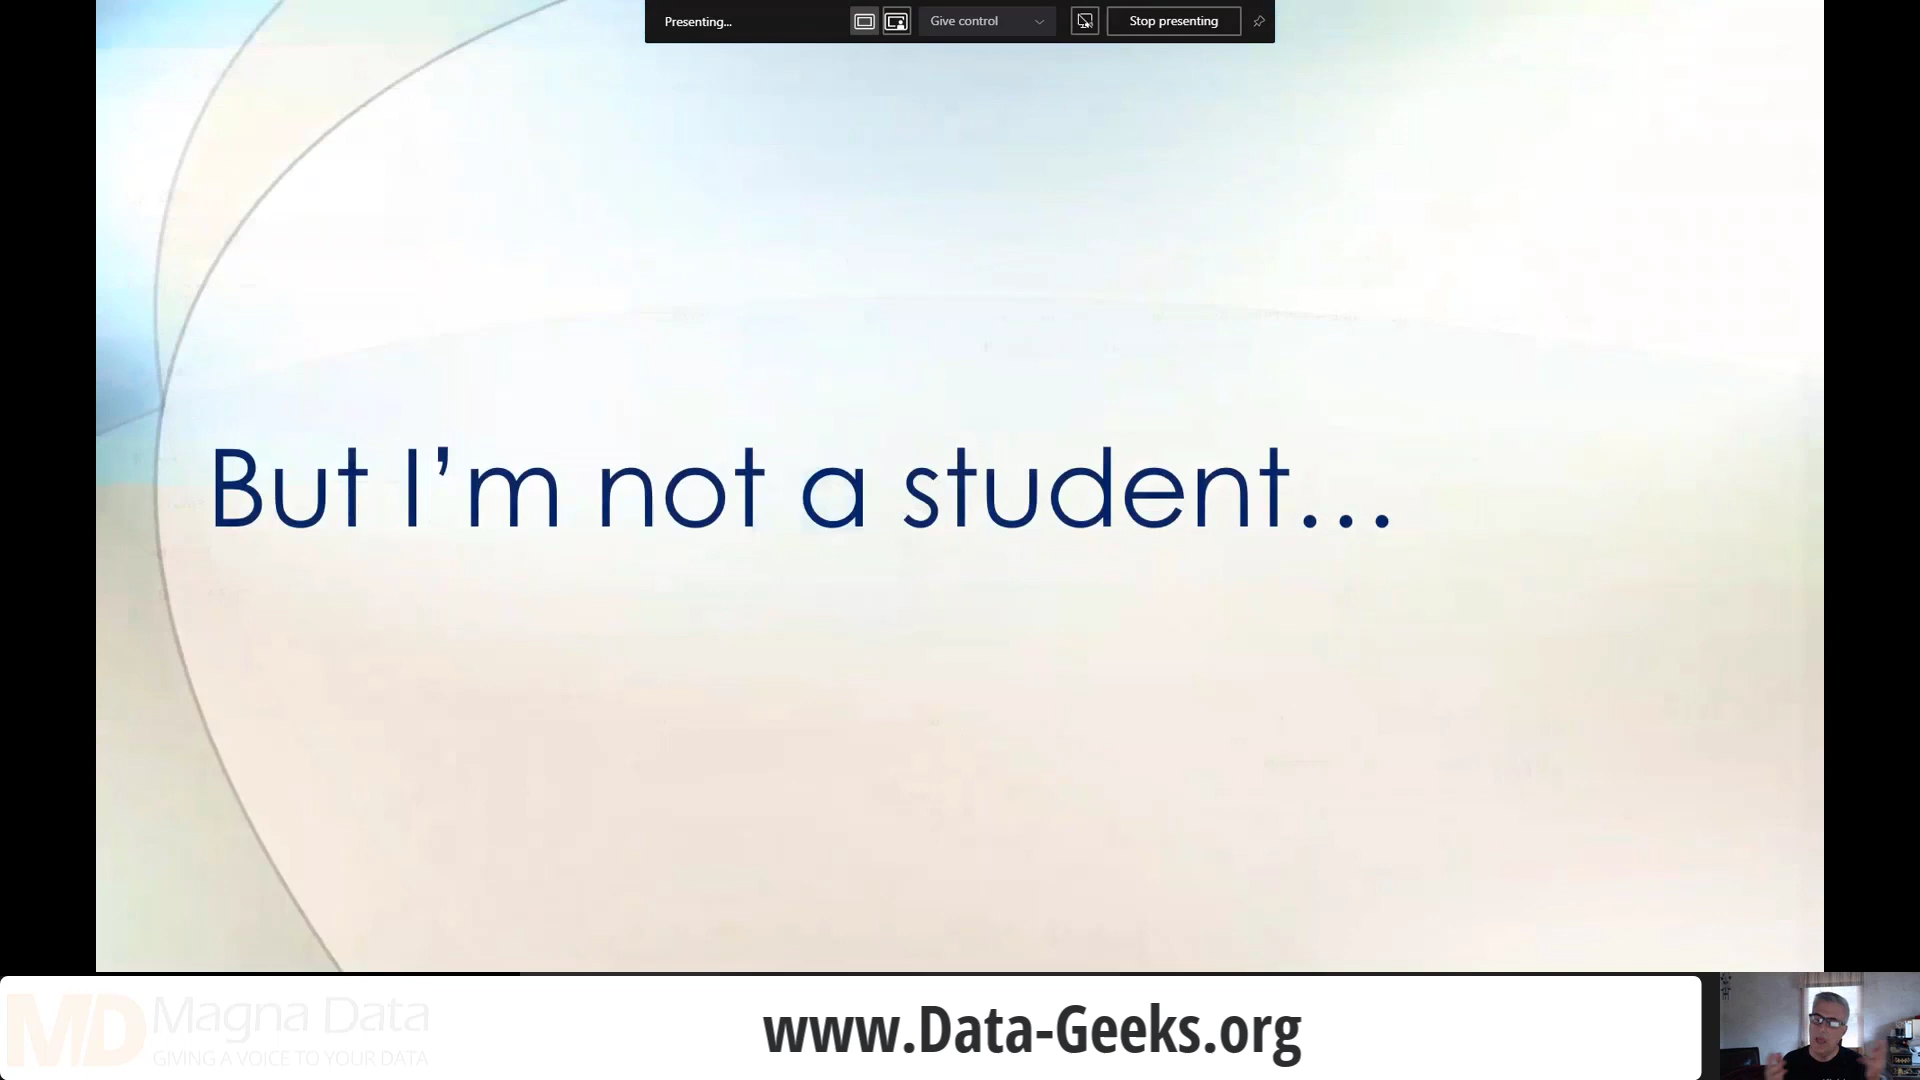 Presenting...
Give control
Stop presenting
But I'm not a student...
MD Magna Data
GIVING A VOICE TO YOUR DATA
www.Data-Geeks.org